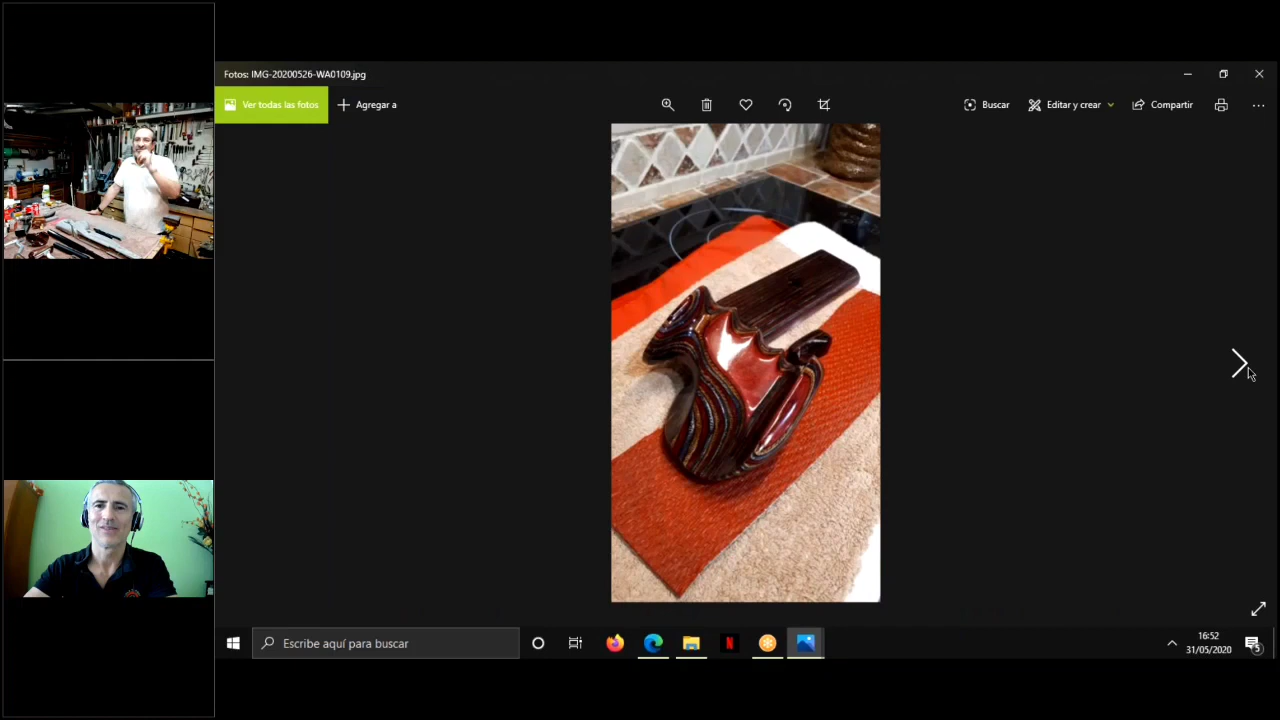 Fotos: IMG-20200526-WA0109.jpg
Ver todas las fotos
Agregar a
Buscar
Editar y crear
Compartir
Escribe aquí para buscar
16:52
31/05/2020
5